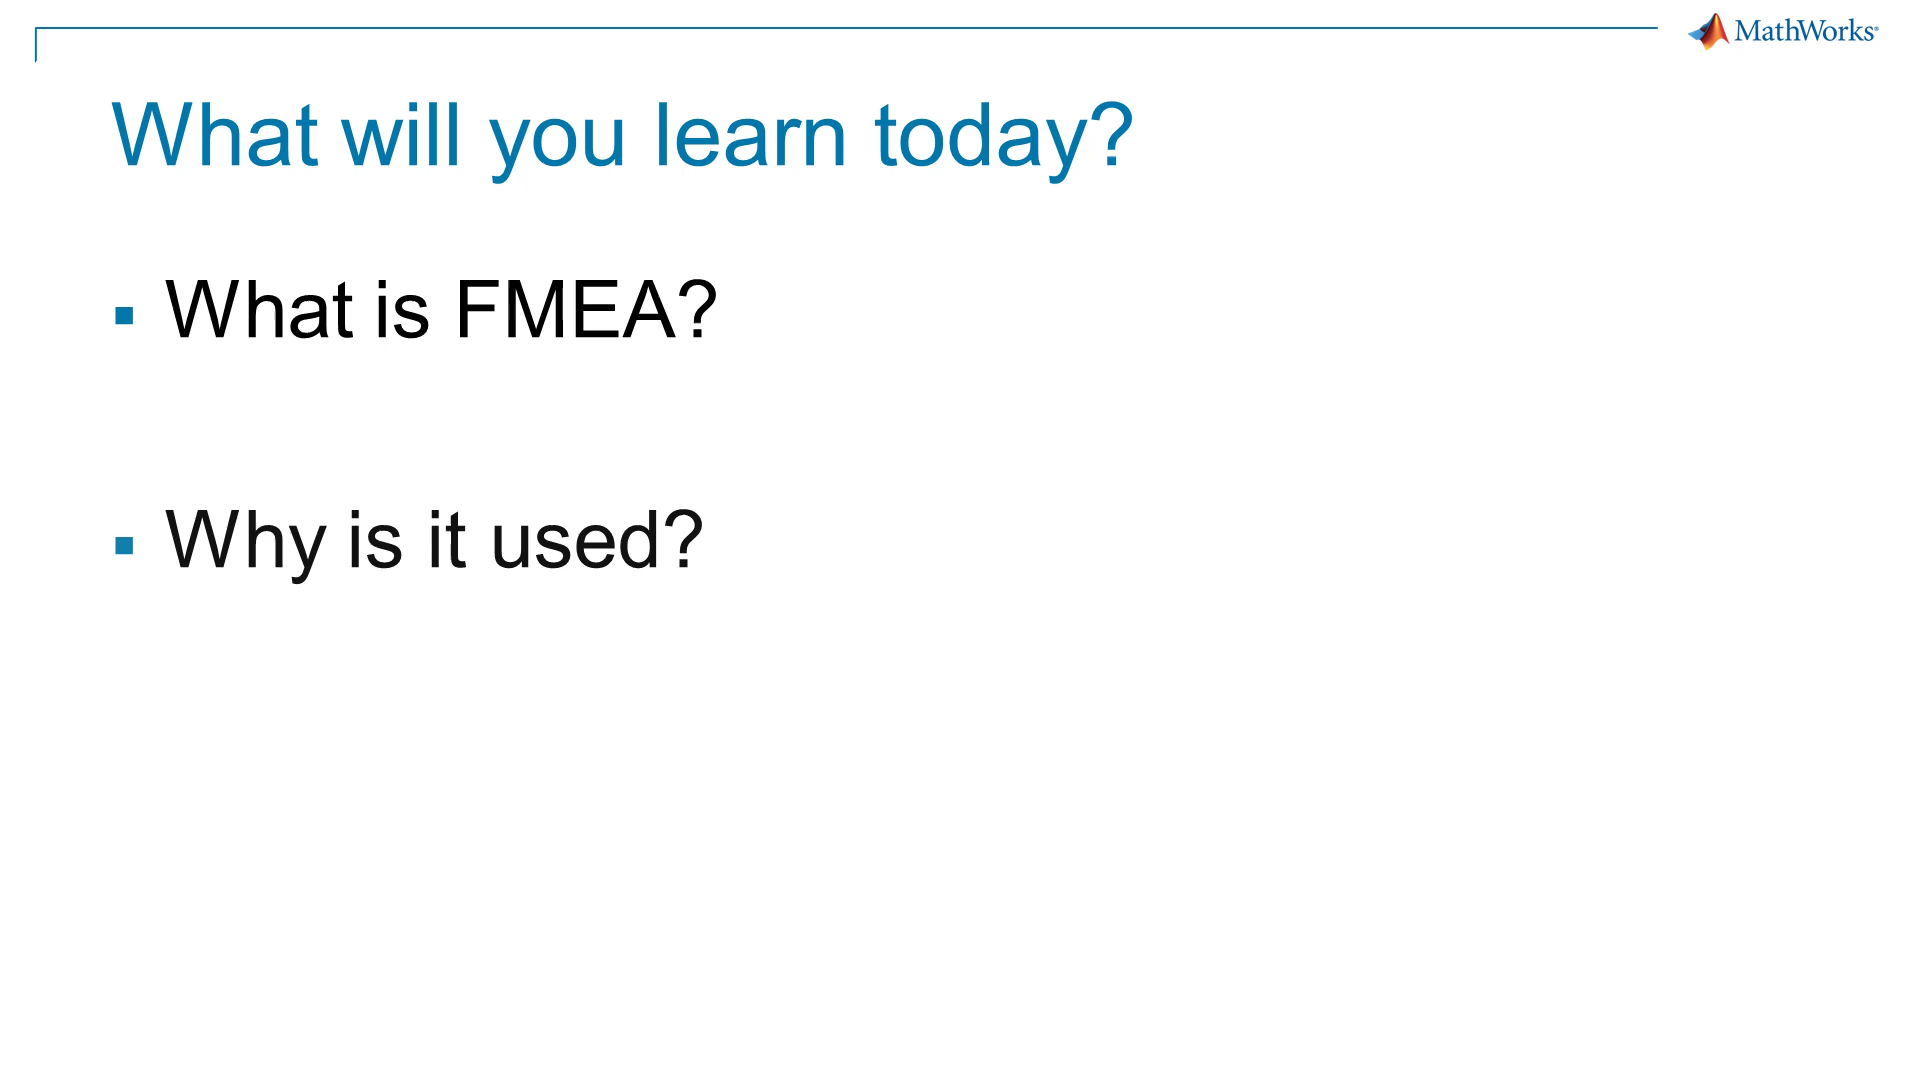 MathWorks®
What will you learn today?
▪ What is FMEA?
▪ Why is it used?